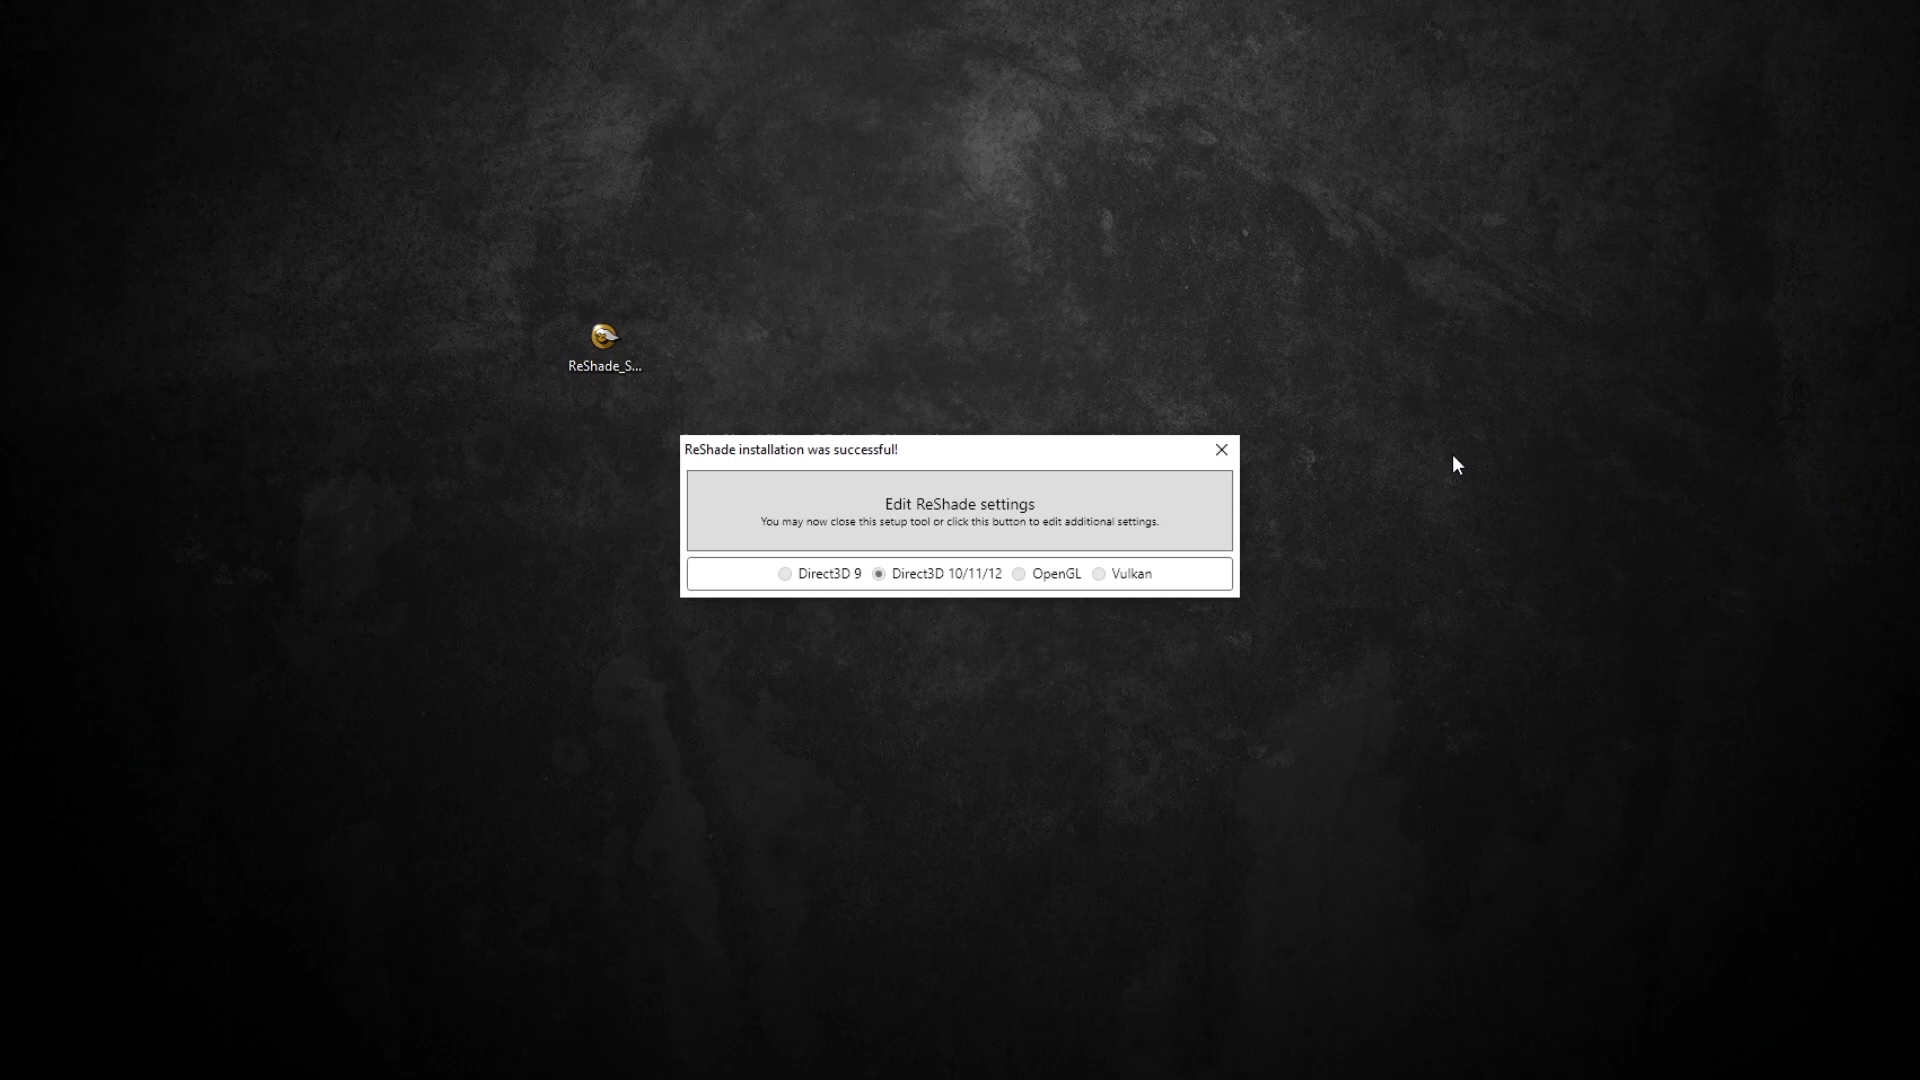 ReShade_S...
ReShade installation was successful!
Edit ReShade settings
You may now close this setup tool or click this button to edit additional settings.
Direct3D 9 Direct3D 10/11/12 OpenGL Vulkan